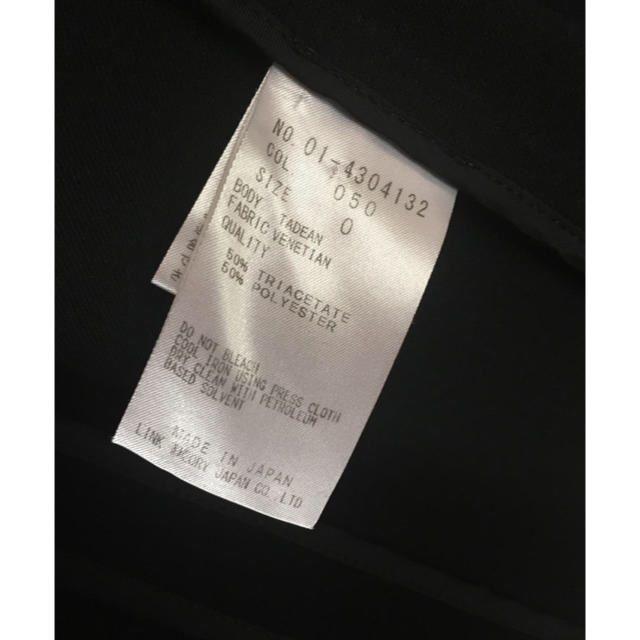 NO. 01-4304132
COL. 050
SIZE 0
BODY TADEAN
FABRIC VENETIAN
QUALITY
50% TRIACETATE
50% POLYESTER
DO NOT BLEACH
COOL IRON USING PRESS CLOTH
DRY CLEAN WITH PETROLEUM
BASED SOLVENT
MADE IN JAPAN
LINK THEORY JAPAN CO.,LTD